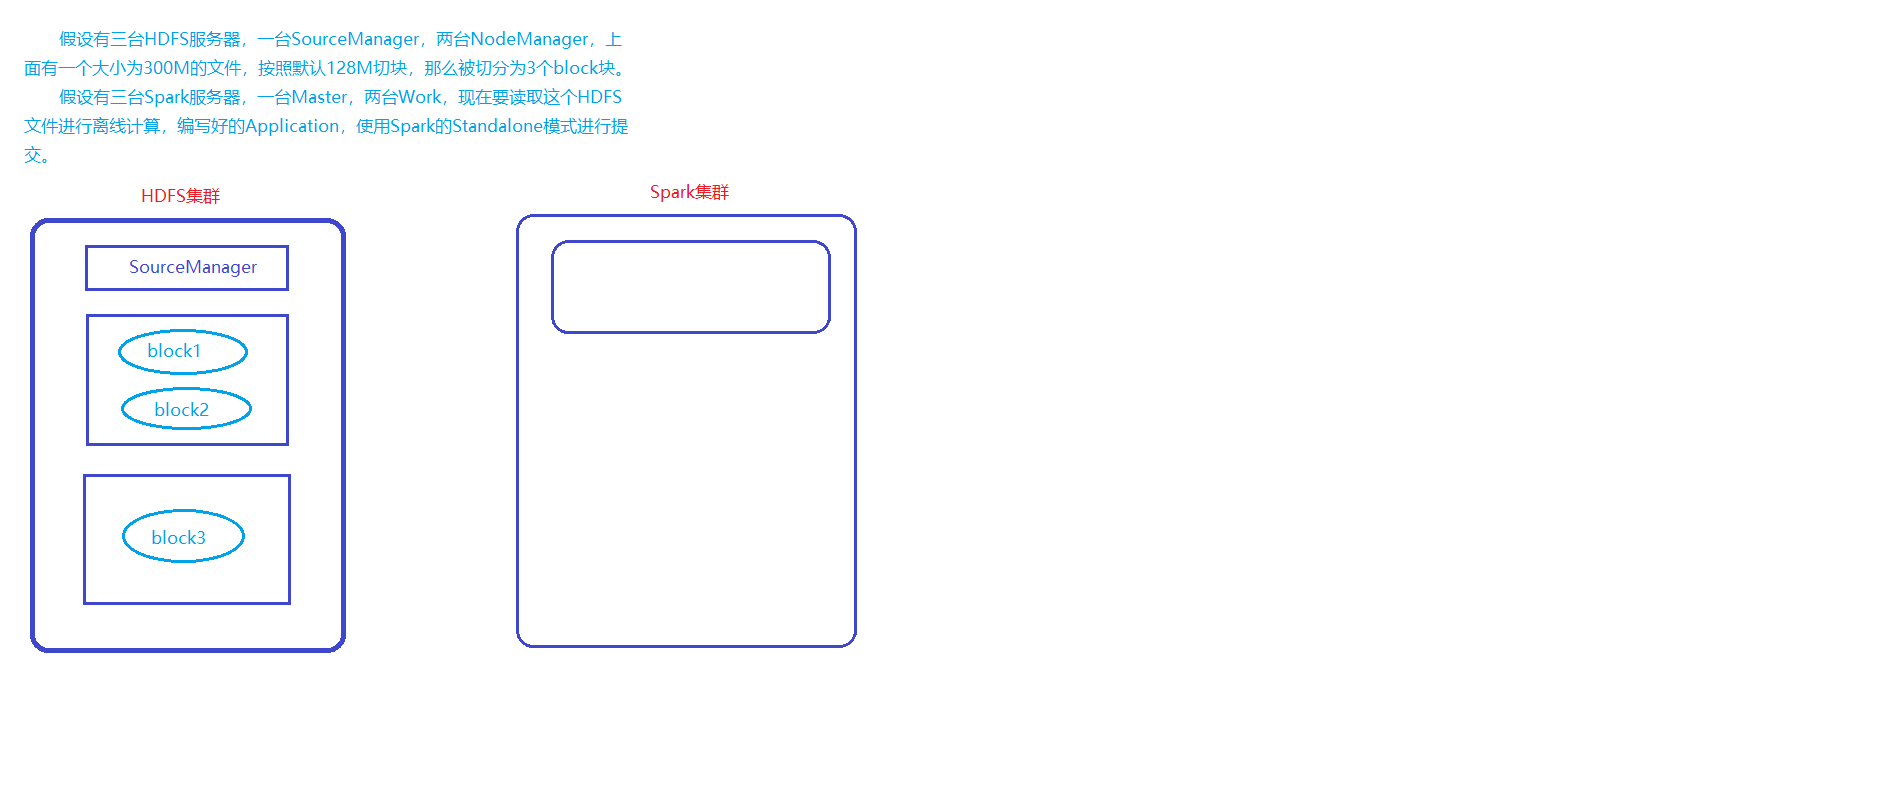 假设有三台HDFS服务器，一台SourceManager，两台NodeManager，上
面有一个大小为300M的文件，按照默认128M切块，那么被切分为3个block块。
假设有三台Spark服务器，一台Master，两台Work，现在要读取这个HDFS
文件进行离线计算，编写好的Application，使用Spark的Standalone模式进行提
交。
HDFS集群
Spark集群
SourceManager
block1
block2
block3